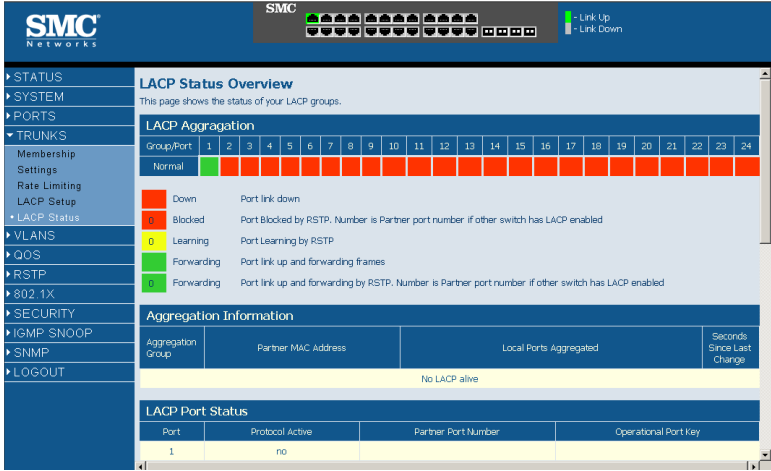 SMC
SMC
Networks
- Link Up
- Link Down
STATUS
SYSTEM
PORTS
TRUNKS
Membership
Settings
Rate Limiting
LACP Setup
LACP Status
VLANS
QOS
RSTP
802.1X
SECURITY
IGMP SNOOP
SNMP
LOGOUT
LACP Status Overview
This page shows the status of your LACP groups.
LACP Aggragation
Group/Port 1 2 3 4 5 6 7 8 9 10 11 12 13 14 15 16 17 18 19 20 21 22 23 24
Normal
Down Port link down
0 Blocked Port Blocked by RSTP. Number is Partner port number if other switch has LACP enabled
0 Learning Port Learning by RSTP
Forwarding Port link up and forwarding frames
0 Forwarding Port link up and forwarding by RSTP. Number is Partner port number if other switch has LACP enabled
Aggregation Information
Aggregation Group Partner MAC Address Local Ports Aggregated Seconds Since Last Change
No LACP alive
LACP Port Status
Port Protocol Active Partner Port Number Operational Port Key
1 no